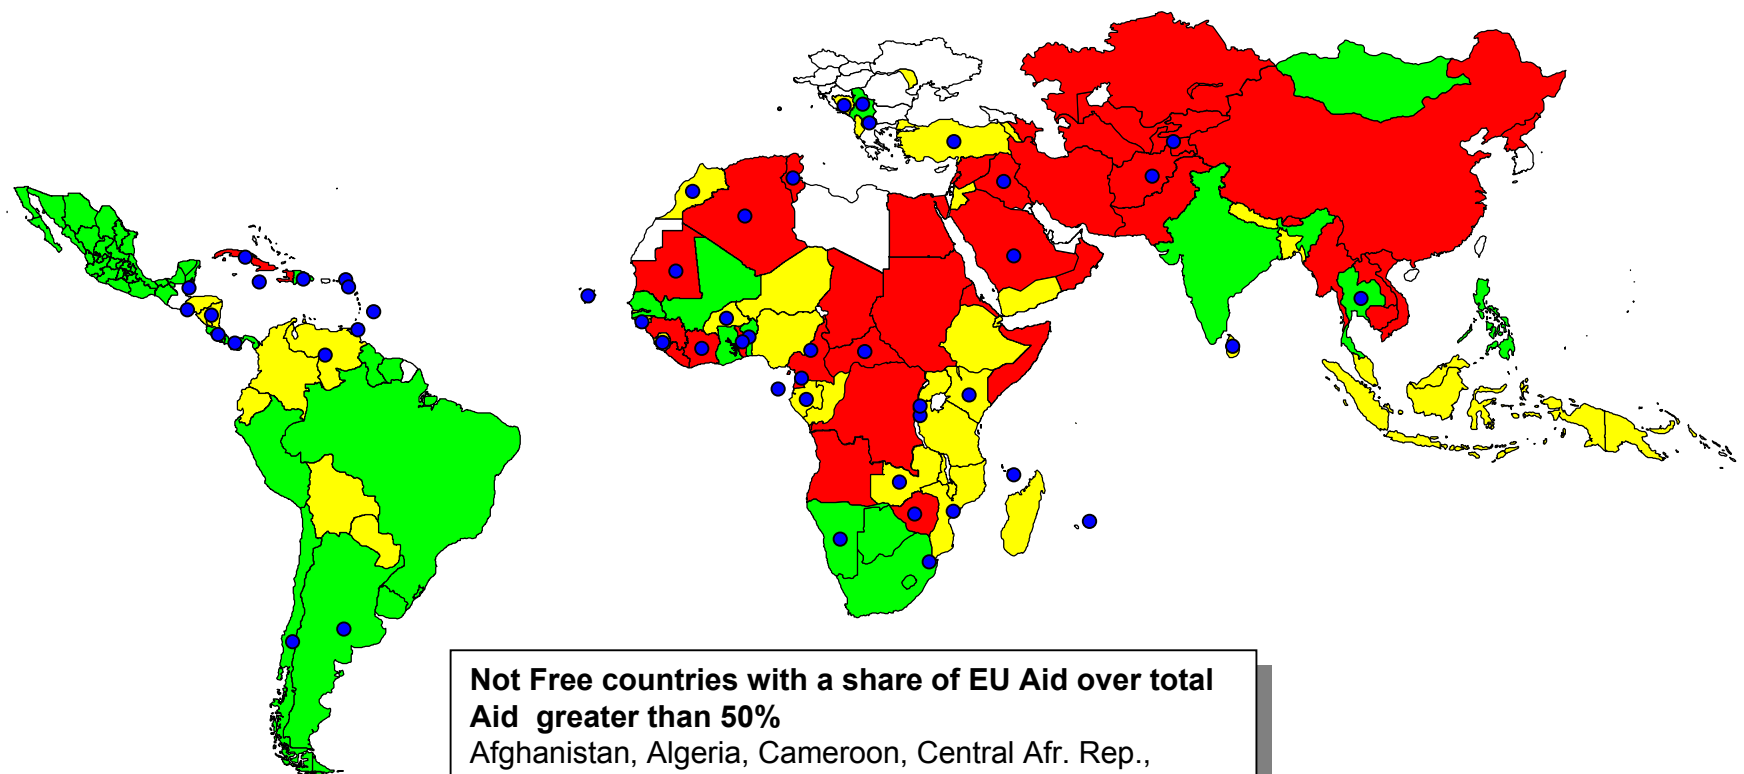 Not Free countries with a share of EU Aid over total
Aid greater than 50%
Afghanistan, Algeria, Cameroon, Central Afr. Rep.,